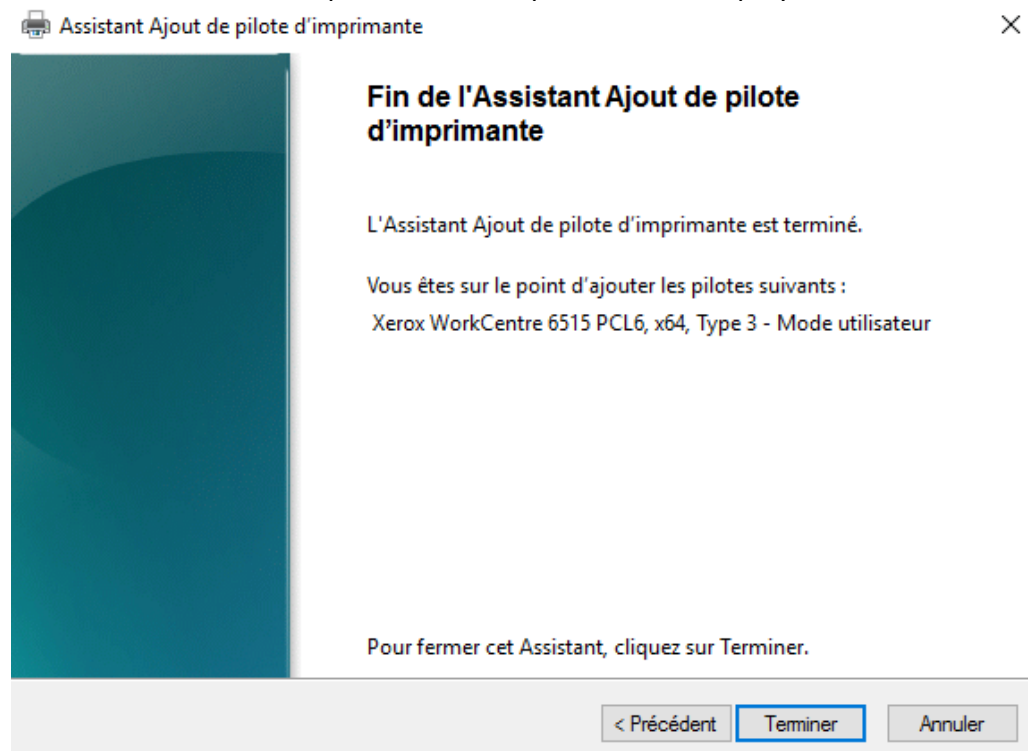 Assistant Ajout de pilote d’imprimante
Fin de l'Assistant Ajout de pilote
d’imprimante
L'Assistant Ajout de pilote d’imprimante est terminé.
Vous êtes sur le point d’ajouter les pilotes suivants :
Xerox WorkCentre 6515 PCL6, x64, Type 3 - Mode utilisateur
Pour fermer cet Assistant, cliquez sur Terminer.
< Précédent Terminer Annuler